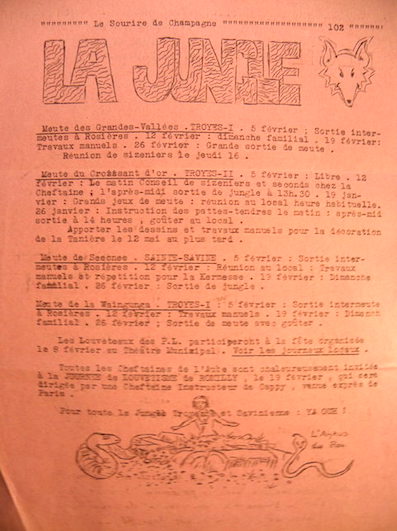 """""""""" Le Sourire de Champagne """""""""""""""""""" 102 """""""
LA JUNGLE
Meute des Grandes-Vallées . TROYES-I . 5 février ; Sortie inter-
meutes à Rosières . 12 février ; dimanche familial . 19 février:
Travaux manuels . 26 février : Grande sortie de meute .
Réunion de sizeniers le jeudi 16 .
Meute du Croissant d'or . TROYES-II . 5 février : Libre . 12
février : Le matin Conseil de sizeniers et seconds chez la
Cheftaine ; l'après-midi sortie de jungle à 13h.30 . 19 jan-
vier : Grands jeux de meute : réunion au local heure habituelle.
26 janvier : Instruction des pattes-tendres le matin ; après-mid
sortie à 14 heures , goûter au local .
Apporter les dessins et travaux manuels pour la décoration
de la Tanière le 12 mai au plus tard .
Meute de SAINTE-SAVINE . 5 février : Sortie inter-
meutes à Rosières . 12 février : Réunion au local : Travaux
manuels & répétition pour la Kermesse . 19 février : Dimanche
familial . 26 février : Sortie de jungle .
Meute de la Waingunga . TROYES-I : 5 février : Sortie intermeute
à Rosières . 12 février : Travaux manuels . 19 février : Diman
familial . 26 février ; Sortie de meute avec goûter .
Les Louveteaux des F.L. participeront à la fête organisée
le 8 février au Théâtre Municipal . Voir les journaux locaux .
Toutes les Cheftaines de l'Aube sont chaleureusement invitée
à la JOURNEE de LOUVETISME de ROMILLY , le 19 février , qui sera
dirigée par une Cheftaine Instructeur de Cappy , venue exprès de
Paris .
Pour toute la Jungle Troyenne et Savinienne : YA OUH !
L'Anthus
du Bou